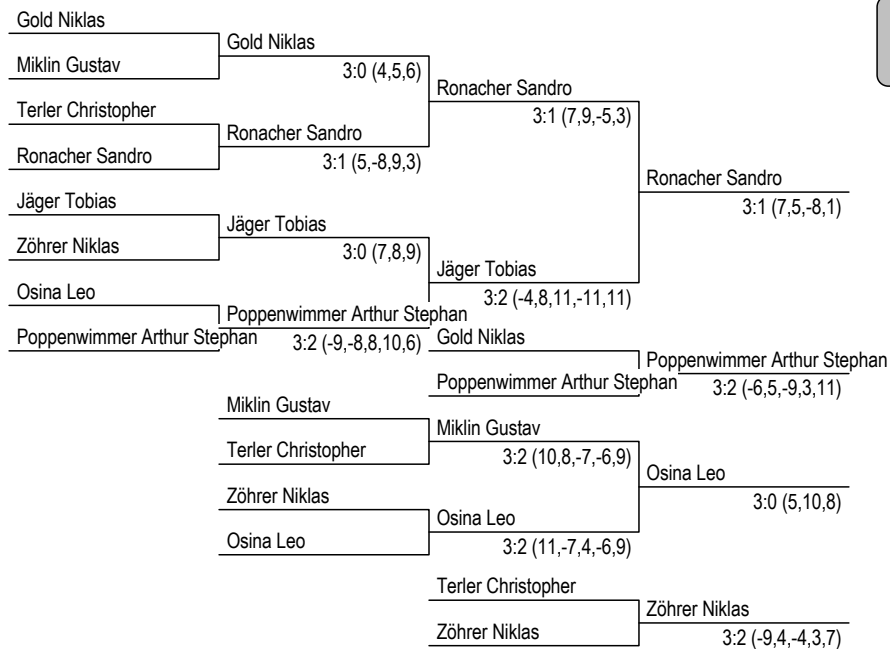 Gold Niklas
Gold Niklas
Miklin Gustav
3:0 (4,5,6)
Ronacher Sandro
Terler Christopher
3:1 (7,9,-5,3)
Ronacher Sandro
Ronacher Sandro
3:1 (5,-8,9,3)
Ronacher Sandro
Jäger Tobias
3:1 (7,5,-8,1)
Jäger Tobias
Zöhrer Niklas
3:0 (7,8,9)
Jäger Tobias
Osina Leo
3:2 (-4,8,11,-11,11)
Poppenwimmer Arthur Stephan
Poppenwimmer Arthur Stephan
3:2 (-9,-8,8,10,6)
Gold Niklas
Poppenwimmer Arthur Stephan
Poppenwimmer Arthur Stephan
3:2 (-6,5,-9,3,11)
Miklin Gustav
Miklin Gustav
Terler Christopher
3:2 (10,8,-7,-6,9)
Osina Leo
Zöhrer Niklas
3:0 (5,10,8)
Osina Leo
Osina Leo
3:2 (11,-7,4,-6,9)
Terler Christopher
Zöhrer Niklas
Zöhrer Niklas
3:2 (-9,4,-4,3,7)